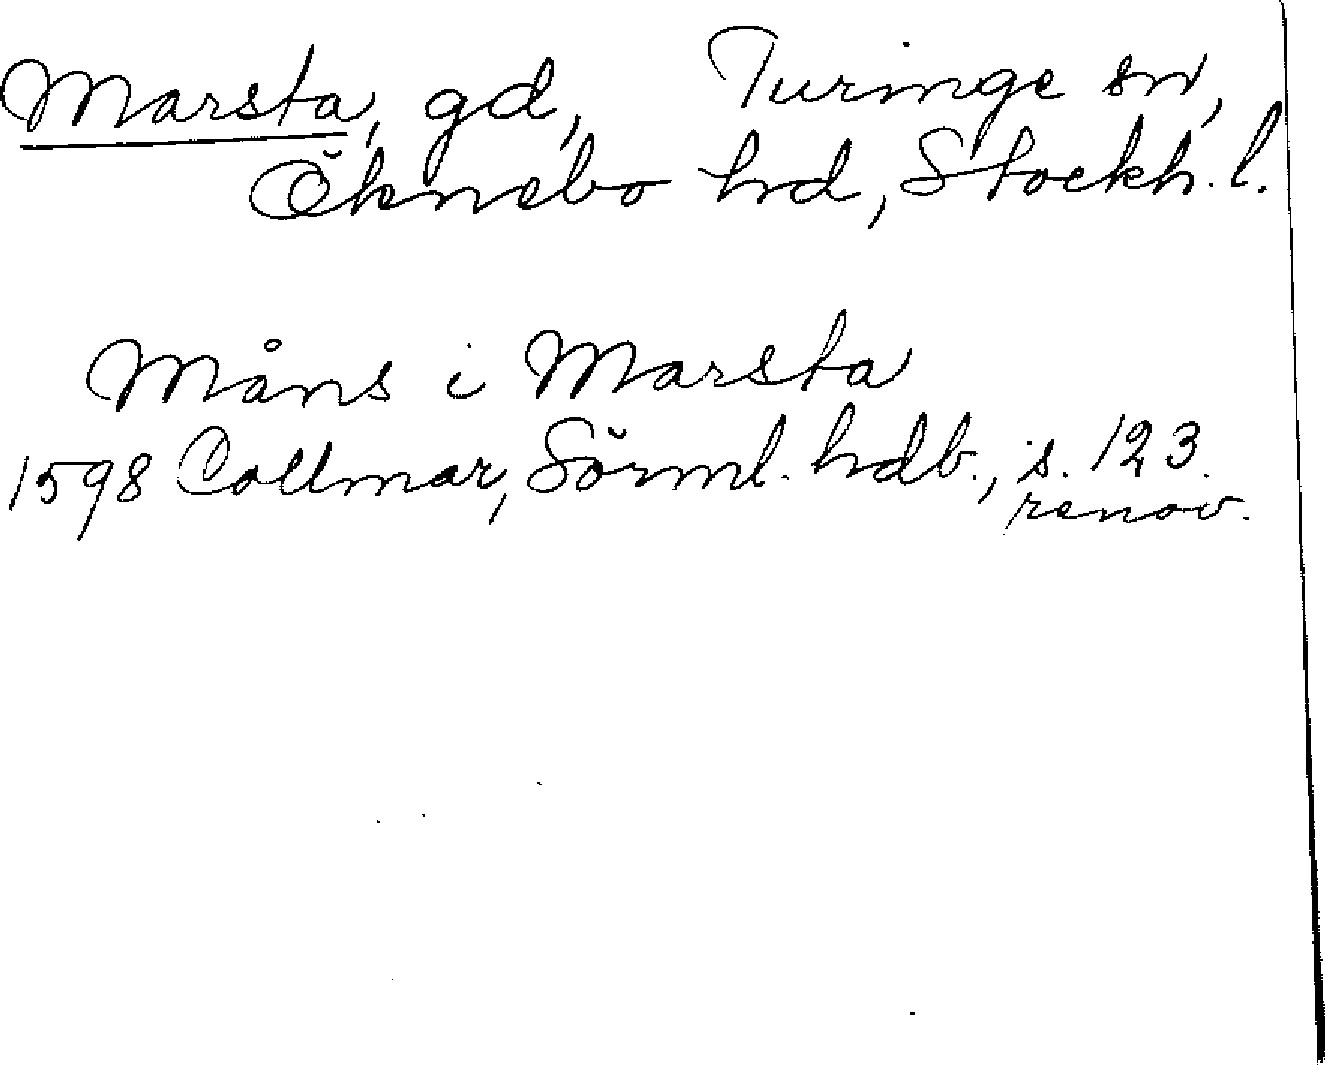 Marsta, gd, Turinge sn,
Öknebo hd, Stockh. l.
Måns i Marsta
1598 Collmar, Sörml. hdb., s. 123.
renov.